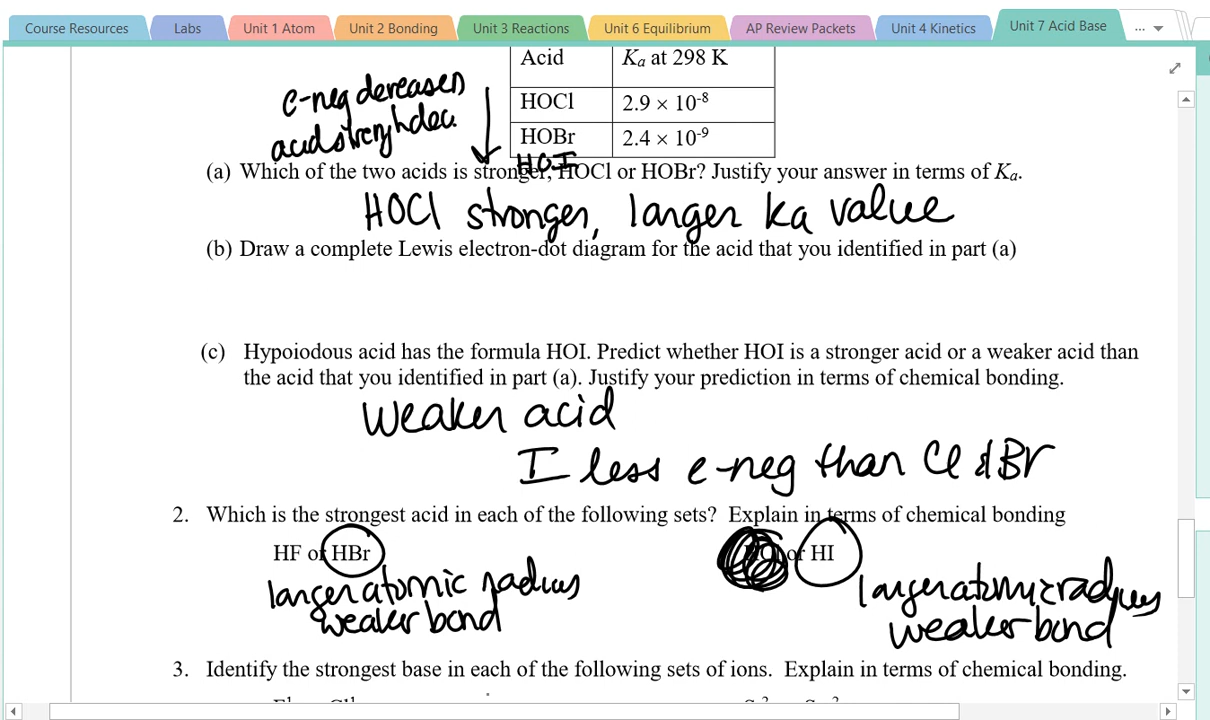 Course Resources Labs Unit 1 Atom Unit 2 Bonding Unit 3 Reactions Unit 6 Equilibrium AP Review Packets Unit 4 Kinetics Unit 7 Acid Base ...
Acid Ka at 298 K
e-neg decreases
HOCl 2.9 × 10-8
acid strength dec.
HOBr 2.4 × 10-9
HOI
(a) Which of the two acids is stronger, HOCl or HOBr? Justify your answer in terms of Ka.
HOCl stronger, larger ka value
(b) Draw a complete Lewis electron-dot diagram for the acid that you identified in part (a)
(c) Hypoiodous acid has the formula HOI. Predict whether HOI is a stronger acid or a weaker acid than
the acid that you identified in part (a). Justify your prediction in terms of chemical bonding.
Weaker acid
I less e-neg than Cl & Br
2. Which is the strongest acid in each of the following sets? Explain in terms of chemical bonding
HF or HBr or HI
larger atomic radius larger atomic radius
weaker bond weaker bond
3. Identify the strongest base in each of the following sets of ions. Explain in terms of chemical bonding.